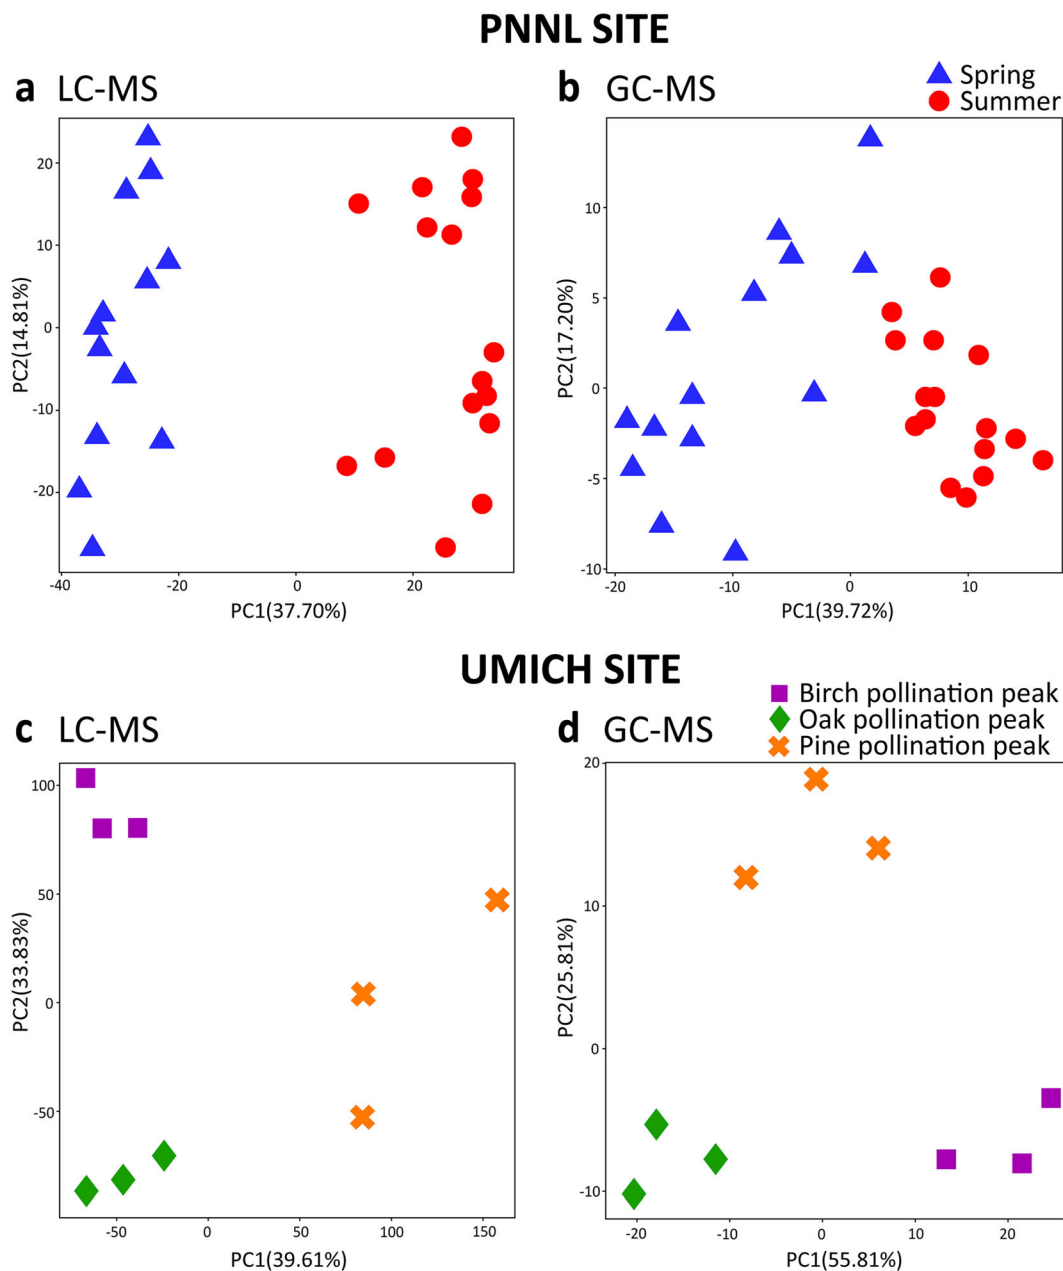 PNNL SITE
a LC-MS
b GC-MS
Spring
Summer
20
10
0
-10
-20
PC2(14.81%)
-40
-20
0
20
PC1(37.70%)
10
5
0
-5
-10
PC2(17.20%)
-20
-10
0
10
PC1(39.72%)
UMICH SITE
c LC-MS
d GC-MS
Birch pollination peak
Oak pollination peak
Pine pollination peak
100
50
0
-50
PC2(33.83%)
-50
0
50
100
150
PC1(39.61%)
20
10
0
-10
PC2(25.81%)
-20
-10
0
10
20
PC1(55.81%)